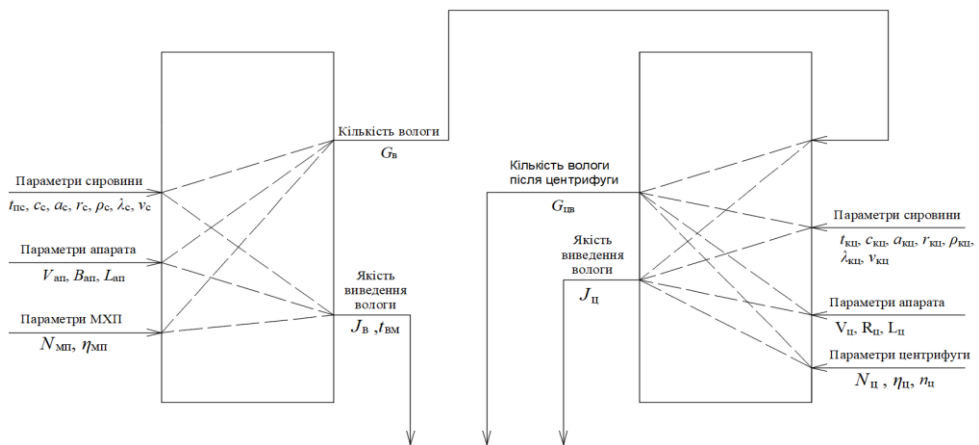 Параметри сировини
tпс, cс, aс, rс, ρс, λс, vс
Параметри апарата
Vап, Bап, Lап
Параметри МХП
Nмп, ηмп
Кількість вологи
Gв
Якість
виведення
вологи
Jв ,tвм
Кількість вологи
після центрифуги
Gцв
Якість
виведення
вологи
Jц
Параметри сировини
tкц, cкц, aкц, rкц, ρкц,
λкц, vкц
Параметри апарата
Vц, Rц, Lц
Параметри центрифуги
Nц , ηц, nц